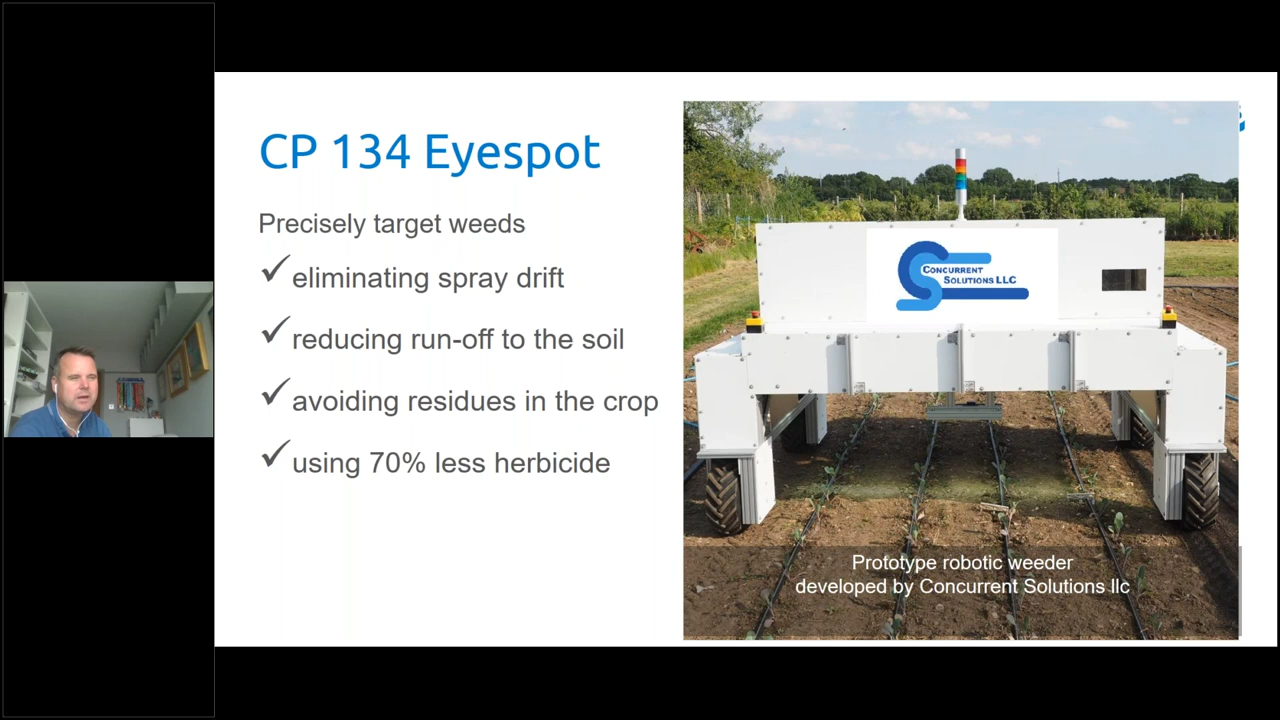 CP 134 Eyespot
Precisely target weeds
eliminating spray drift
reducing run-off to the soil
avoiding residues in the crop
using 70% less herbicide
CONCURRENT
SOLUTIONS LLC
Prototype robotic weeder
developed by Concurrent Solutions llc